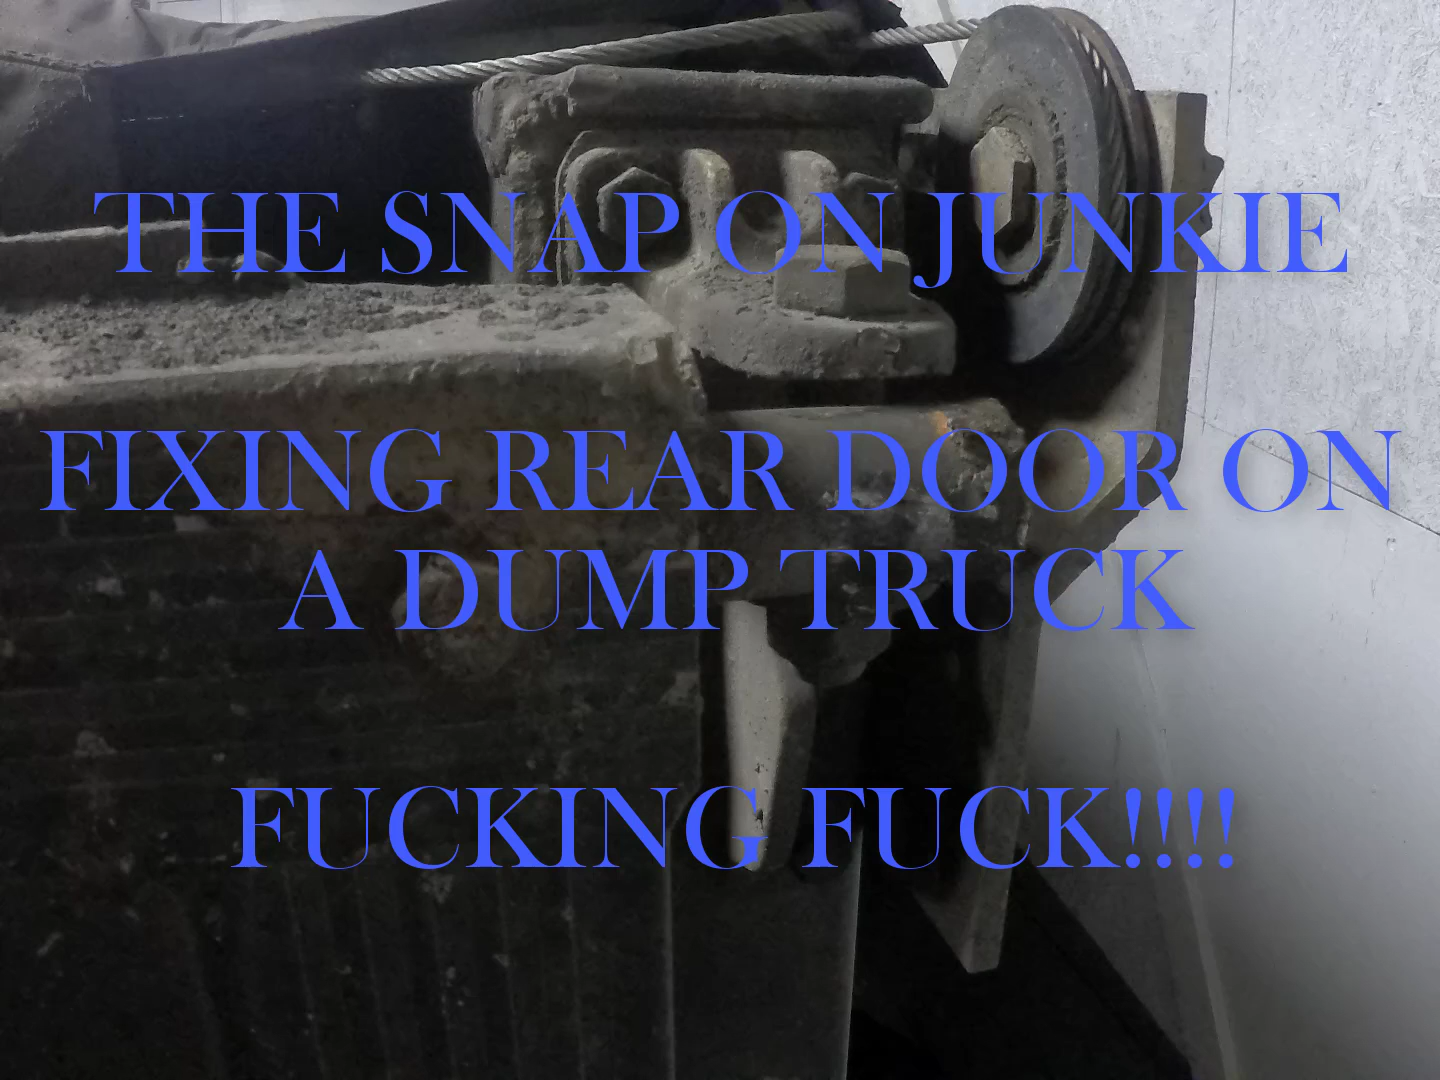 THE SNAP ON JUNKIE
FIXING REAR DOOR ON
A DUMP TRUCK
FUCKING FUCK!!!!